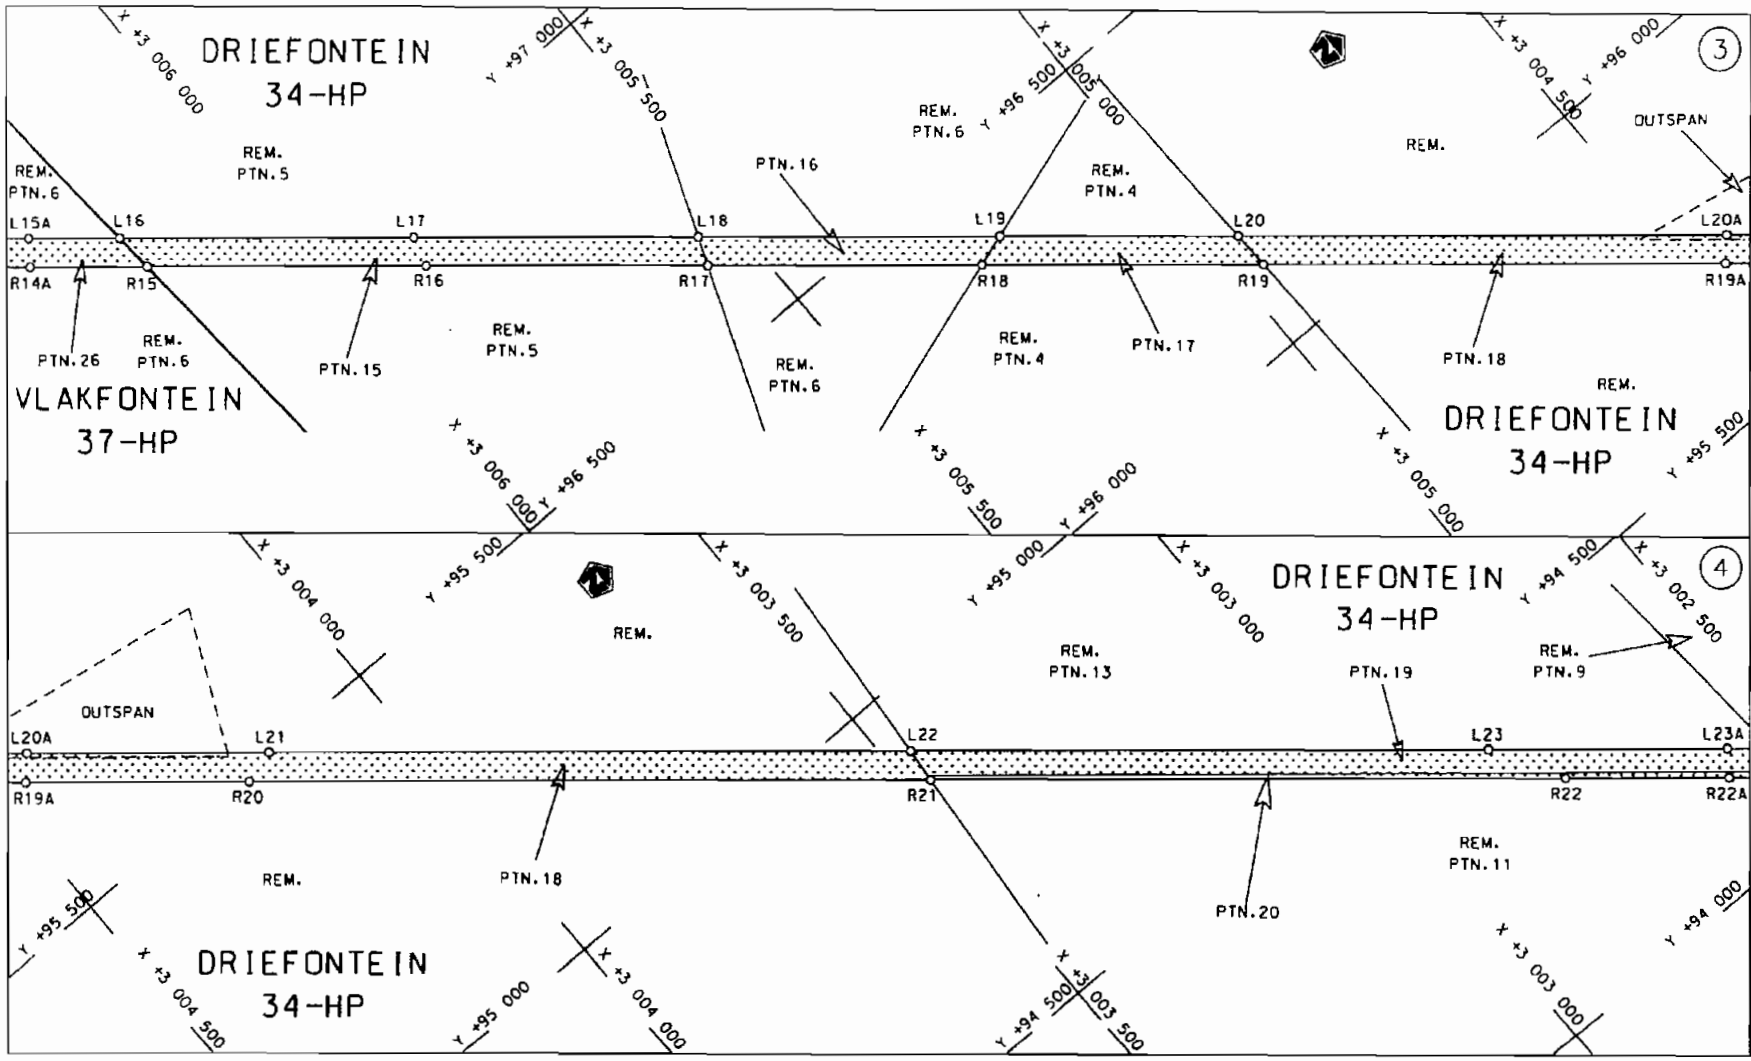 X +3 006 000
DRIEFONTEIN
34-HP
Y +97 000
X +3 005 500
X +3 005 000
Y +96 500
X +3 004 500
Y +96 000
3
REM.
PTN.6
REM.
PTN.5
PTN.16
REM.
PTN.6
REM.
PTN.4
REM.
OUTSPAN
L15A
L16
L17
L18
L19
L20
L20A
R14A
R15
R16
R17
R18
R19
R19A
PTN.26
REM.
PTN.6
PTN.15
REM.
PTN.5
REM.
PTN.6
REM.
PTN.4
PTN.17
PTN.18
REM.
VLAKFONTEIN
37-HP
DRIEFONTEIN
34-HP
X +3 006 000
Y +96 500
X +3 005 500
Y +96 000
X +3 005 000
Y +95 500
X +3 004 000
Y +95 500
X +3 003 500
Y +95 000
X +3 003 000
DRIEFONTEIN
34-HP
Y +94 500
X +3 002 500
4
REM.
REM.
PTN.13
PTN.19
REM.
PTN.9
OUTSPAN
L20A
L21
L22
L23
L23A
R19A
R20
R21
R22
R22A
REM.
PTN.18
PTN.20
REM.
PTN.11
Y +95 500
X +3 004 500
DRIEFONTEIN
34-HP
Y +95 000
X +3 004 000
Y +94 500
X +3 003 500
X +3 003 000
Y +94 000